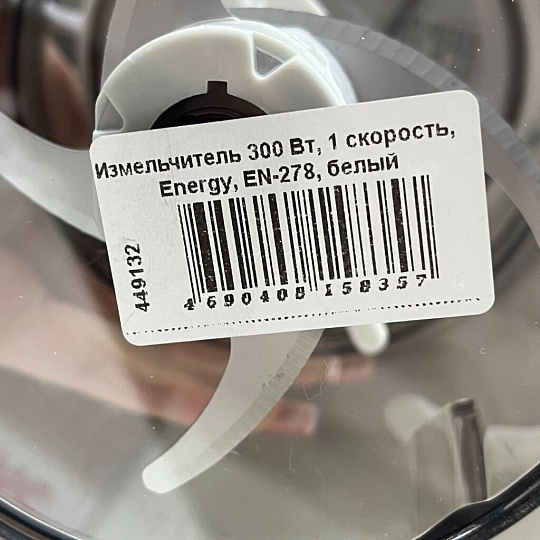 Измельчитель 300 Вт, 1 скорость,
Energy, EN-278, белый
449132
4 690408 158357